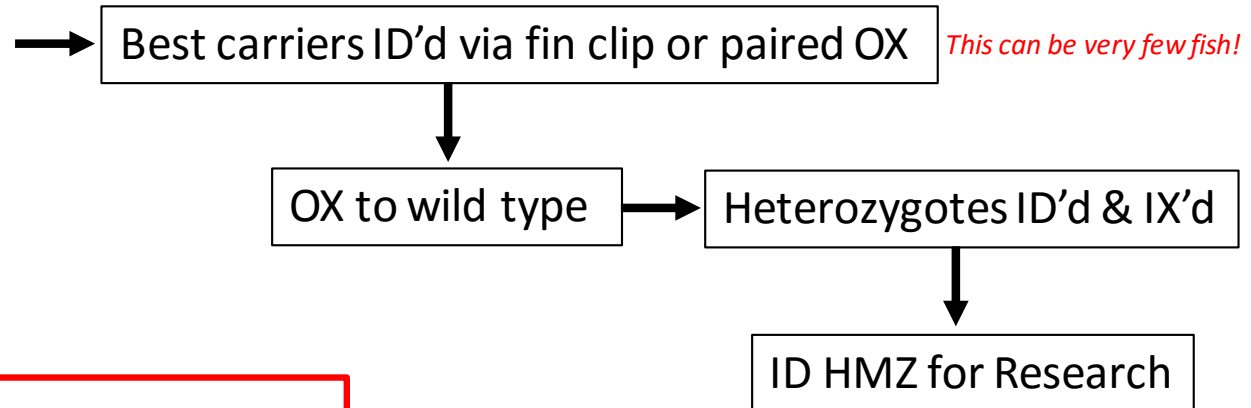 Best carriers ID’d via fin clip or paired OX
This can be very few fish!
OX to wild type
Heterozygotes ID’d & IX’d
ID HMZ for Research